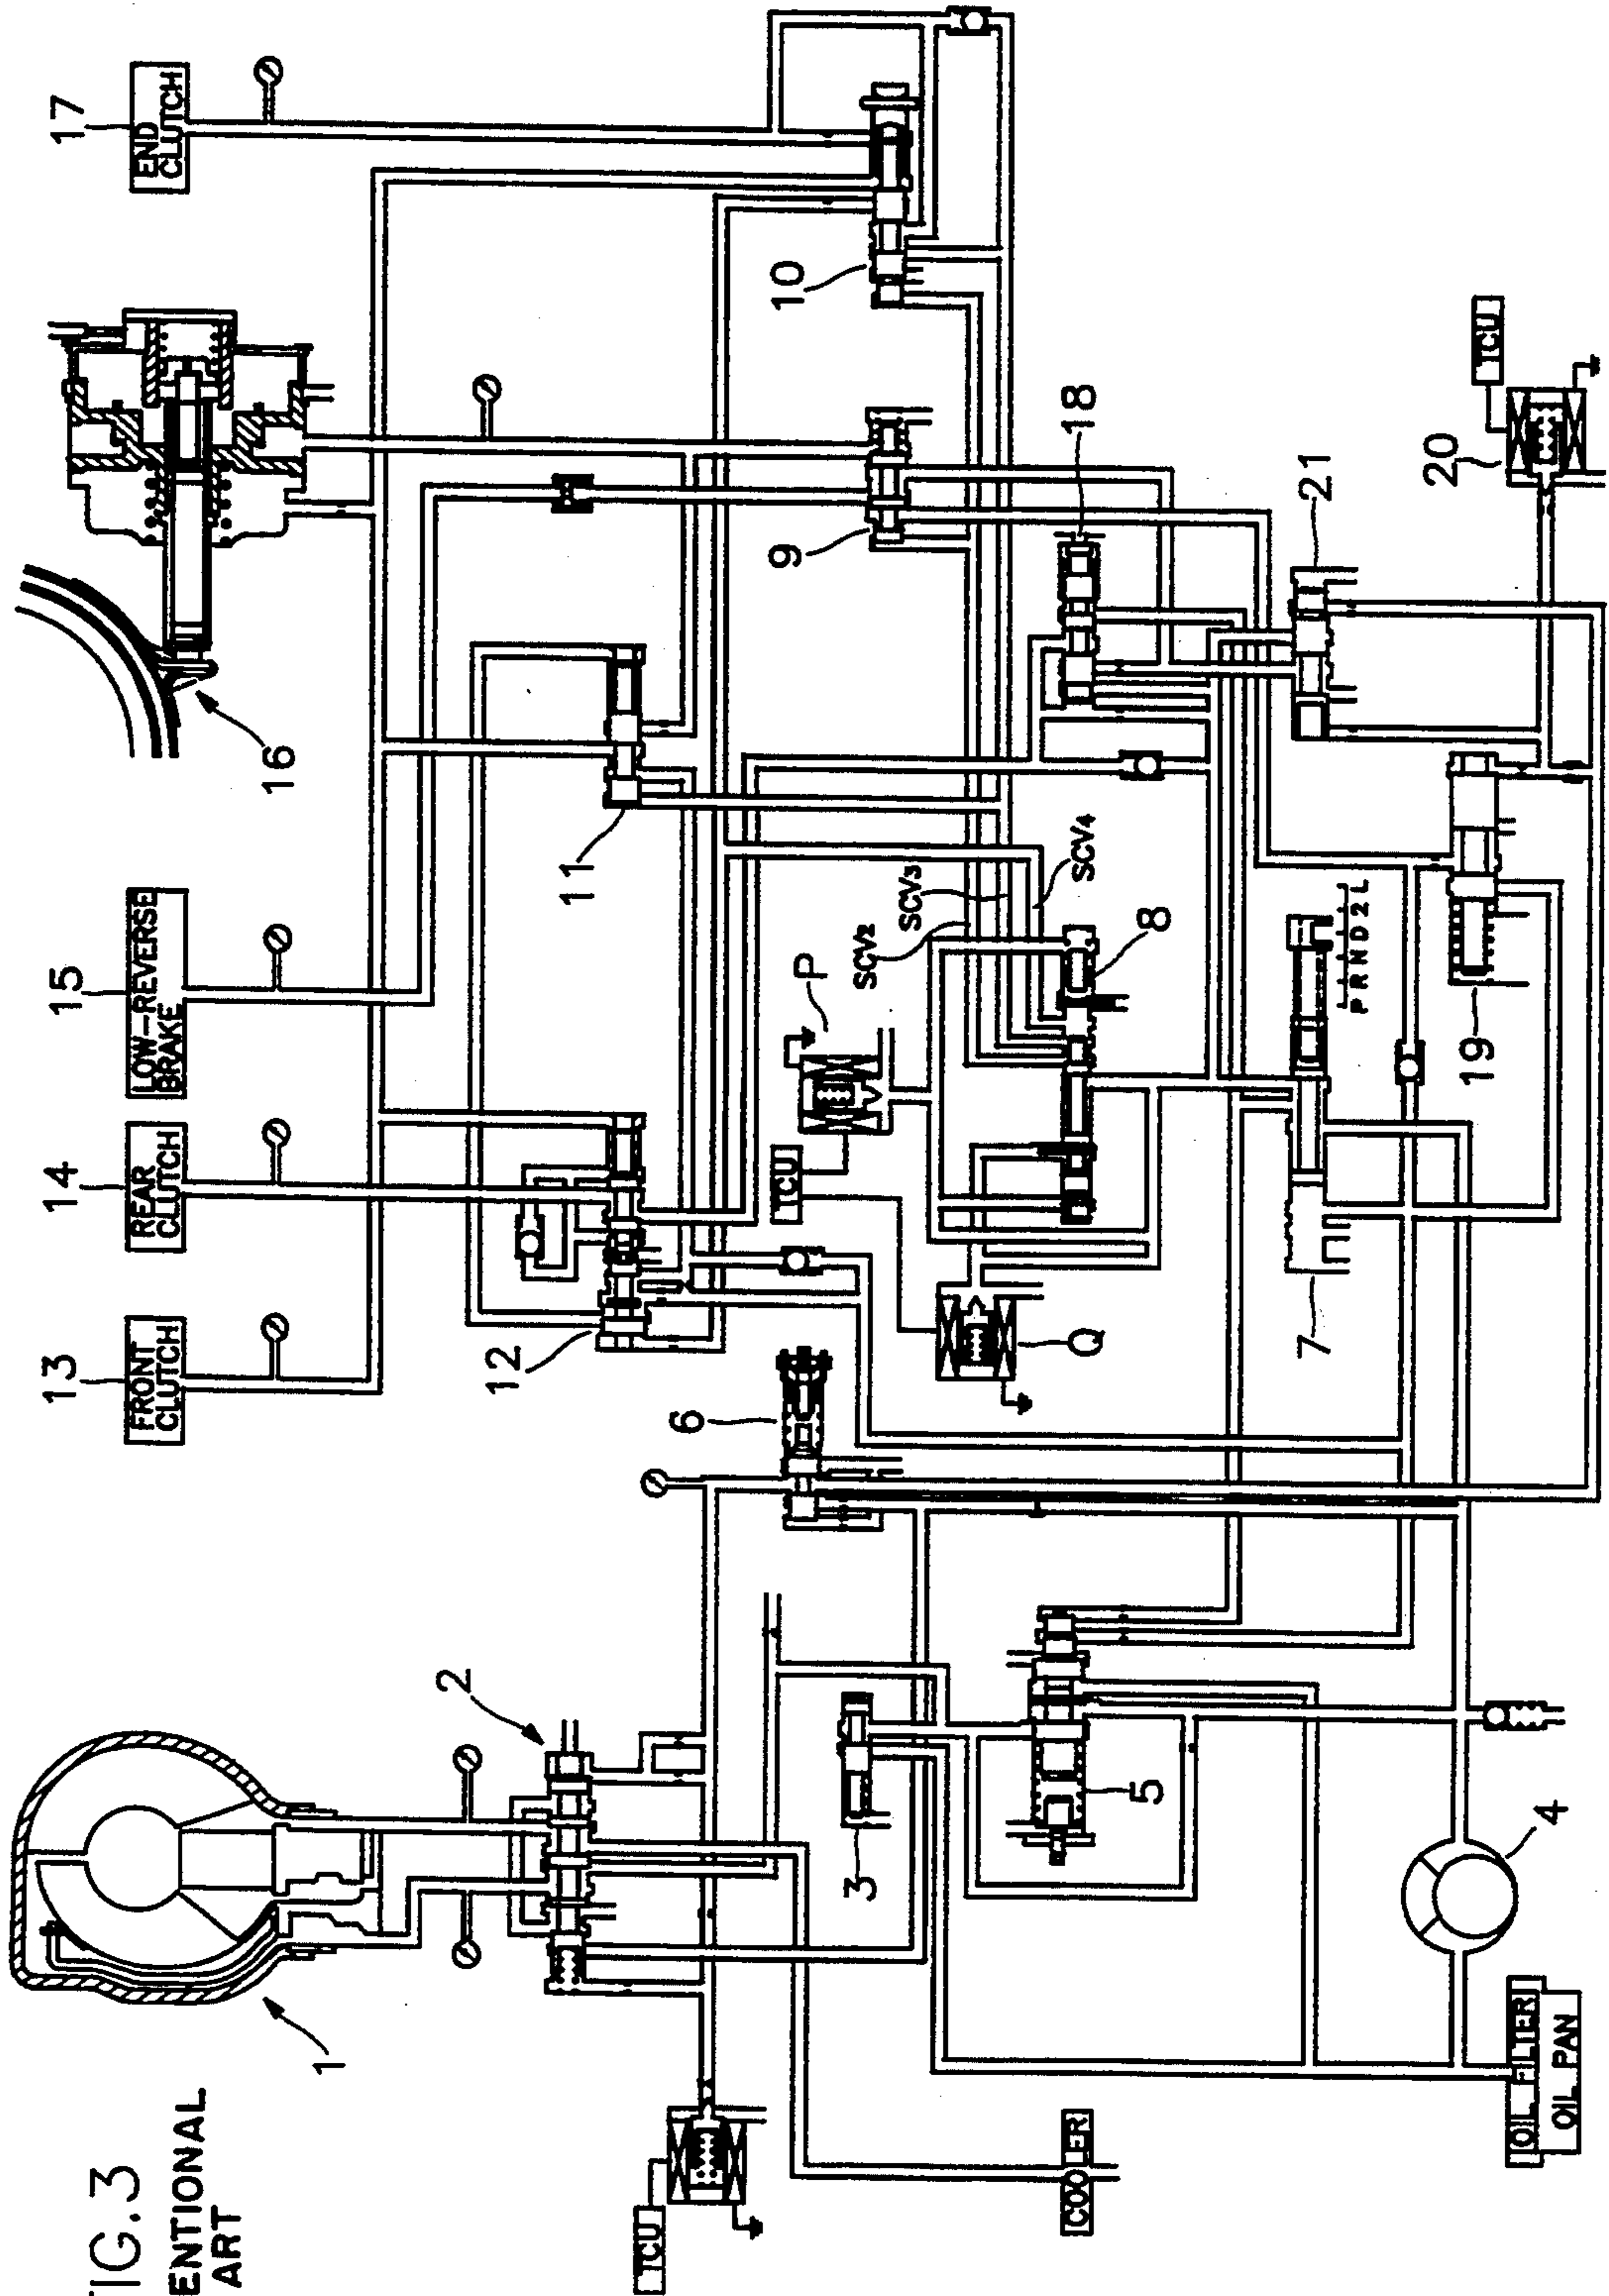 FIG.3
ENTIONAL
ART
1
2
3
4
5
6
7
PRND2L
8
9
10
11
12
13
FRONT
CLUTCH
14
REAR
CLUTCH
15
LOW-REVERSE
BRAKE
16
17
END
CLUTCH
18
19
20
21
TCU
TCU
TCU
P
Q
SCV2
SCV3
SCV4
COOLER
OIL FILTER
OIL PAN